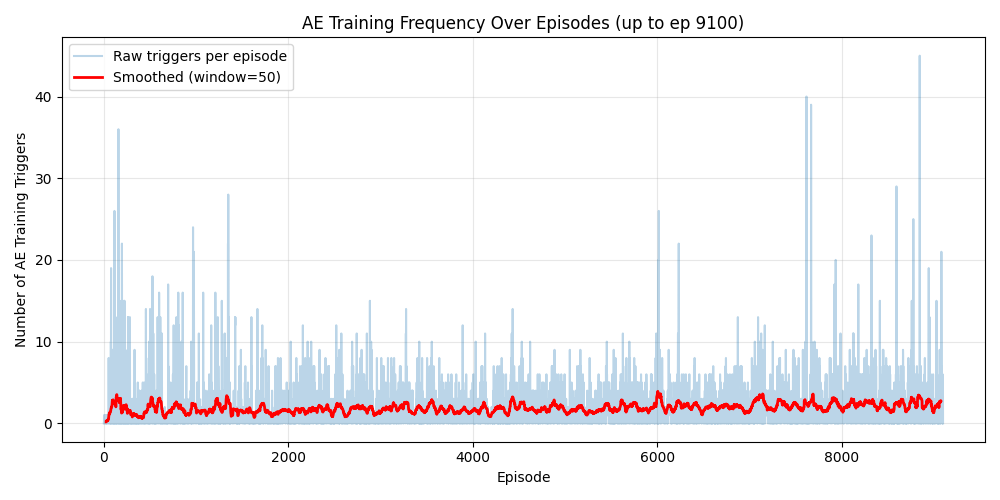 AE Training Frequency Over Episodes (up to ep 9100)
Raw triggers per episode
Smoothed (window=50)
Number of AE Training Triggers
40
30
20
10
0
0 2000 4000 6000 8000
Episode